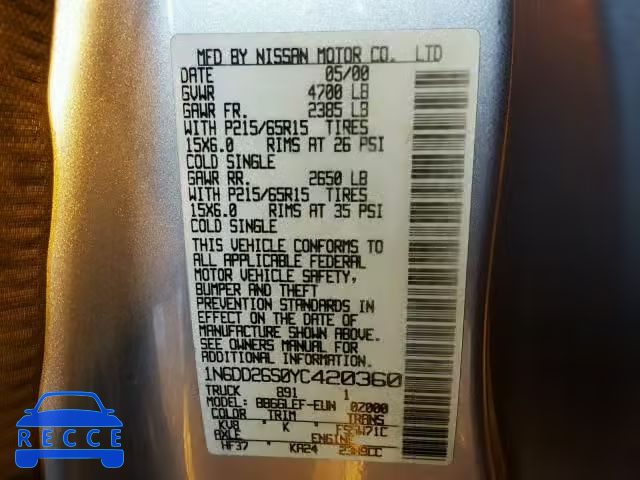 MFD BY NISSAN MOTOR CO. LTD
DATE 05/00
GVWR 4700 LB
GAWR FR. 2385 LB
WITH P215/65R15 TIRES
15X6.0 RIMS AT 26 PSI
COLD SINGLE
GAWR RR. 2650 LB
WITH P215/65R15 TIRES
15X6.0 RIMS AT 35 PSI
COLD SINGLE
THIS VEHICLE CONFORMS TO
ALL APPLICABLE FEDERAL
MOTOR VEHICLE SAFETY,
BUMPER AND THEFT
PREVENTION STANDARDS IN
EFFECT ON THE DATE OF
MANUFACTURE SHOWN ABOVE.
SEE OWNERS MANUAL FOR
ADDITIONAL INFORMATION
1N6DD26S0YC420360
TRUCK 891 1
MODEL
COLOR TRIM TRANS
KV8 K FS5W71C
AXLE ENGINE
HF37 KA24
RECCE